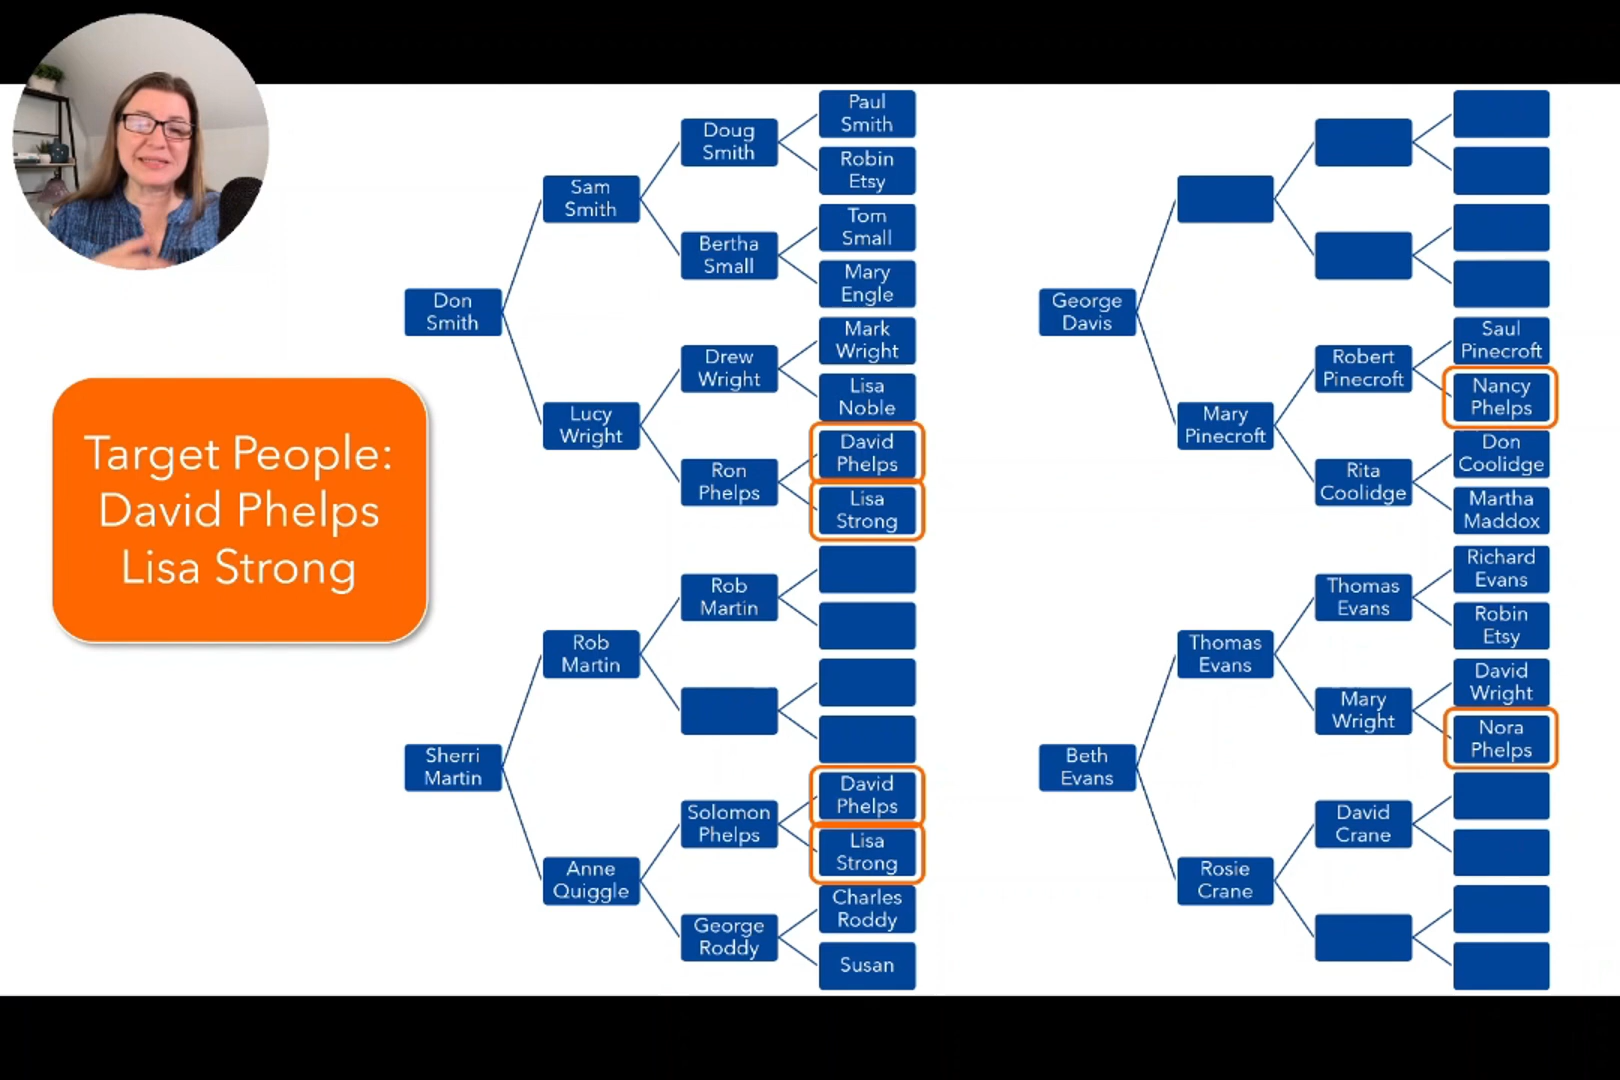 Target People:
David Phelps
Lisa Strong
Don
Smith
Sam
Smith
Doug
Smith
Paul
Smith
Robin
Etsy
Bertha
Small
Tom
Small
Mary
Engle
Lucy
Wright
Drew
Wright
Mark
Wright
Lisa
Noble
Ron
Phelps
David
Phelps
Lisa
Strong
Sherri
Martin
Rob
Martin
Rob
Martin
Anne
Quiggle
Solomon
Phelps
David
Phelps
Lisa
Strong
George
Roddy
Charles
Roddy
Susan
George
Davis
Mary
Pinecroft
Robert
Pinecroft
Saul
Pinecroft
Nancy
Phelps
Rita
Coolidge
Don
Coolidge
Martha
Maddox
Beth
Evans
Thomas
Evans
Thomas
Evans
Richard
Evans
Robin
Etsy
Mary
Wright
David
Wright
Nora
Phelps
Rosie
Crane
David
Crane